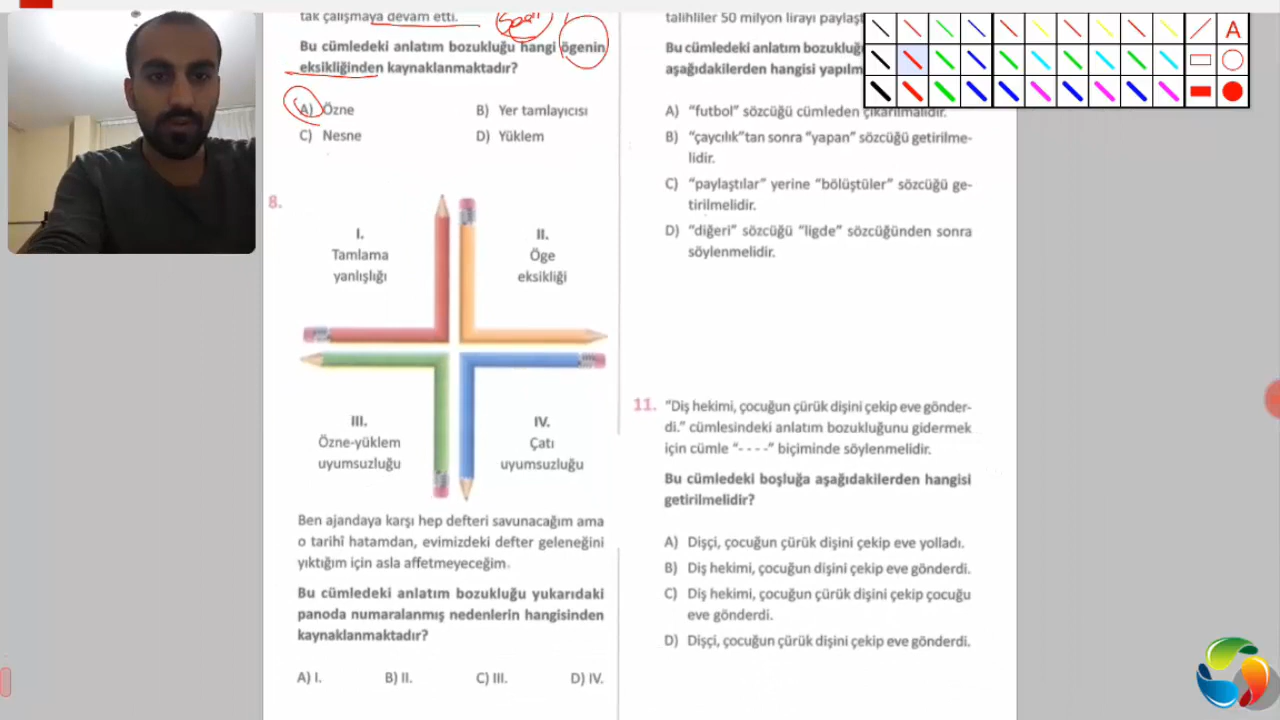 tak çalışmaya devam etti.
Bu cümledeki anlatım bozukluğu hangi ögenin
eksikliğinden kaynaklanmaktadır?
A) Özne
B) Yer tamlayıcısı
C) Nesne
D) Yüklem
8.
I.
Tamlama
yanlışlığı
II.
Öge
eksikliği
III.
Özne-yüklem
uyumsuzluğu
IV.
Çatı
uyumsuzluğu
Ben ajandaya karşı hep defteri savunacağım ama
o tarihî hatamdan, evimizdeki defter geleneğini
yıktığım için asla affetmeyeceğim.
Bu cümledeki anlatım bozukluğu yukarıdaki
panoda numaralanmış nedenlerin hangisinden
kaynaklanmaktadır?
A) I.
B) II.
C) III.
D) IV.
talihliler 50 milyon lirayı paylaşt
Bu cümledeki anlatım bozukluğu
aşağıdakilerden hangisi yapılm
A) “futbol” sözcüğü cümleden çıkarılmalıdır.
B) “çaycılık”tan sonra “yapan” sözcüğü getirilme-
lidir.
C) “paylaştılar” yerine “bölüştüler” sözcüğü ge-
tirilmelidir.
D) “diğeri” sözcüğü “ligde” sözcüğünden sonra
söylenmelidir.
11. “Diş hekimi, çocuğun çürük dişini çekip eve gönder-
di.” cümlesindeki anlatım bozukluğunu gidermek
için cümle “- - - -” biçiminde söylenmelidir.
Bu cümledeki boşluğa aşağıdakilerden hangisi
getirilmelidir?
A) Dişçi, çocuğun çürük dişini çekip eve yolladı.
B) Diş hekimi, çocuğun dişini çekip eve gönderdi.
C) Diş hekimi, çocuğun çürük dişini çekip çocuğu
eve gönderdi.
D) Dişçi, çocuğun çürük dişini çekip eve gönderdi.
A